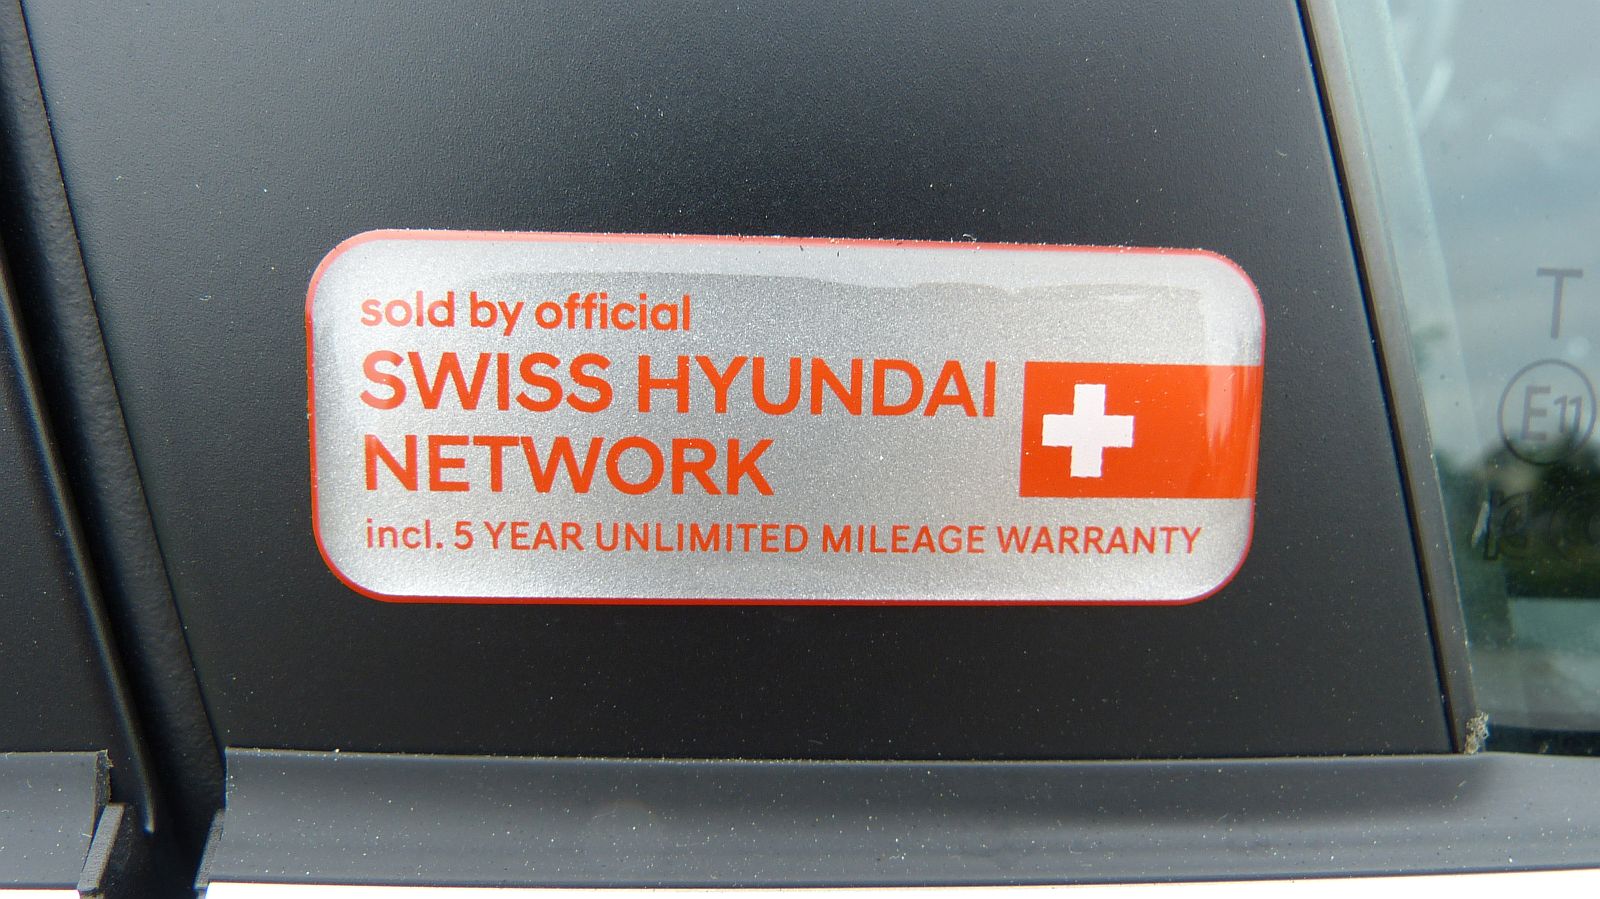 sold by official
SWISS HYUNDAI
NETWORK
incl. 5 YEAR UNLIMITED MILEAGE WARRANTY
T
E11